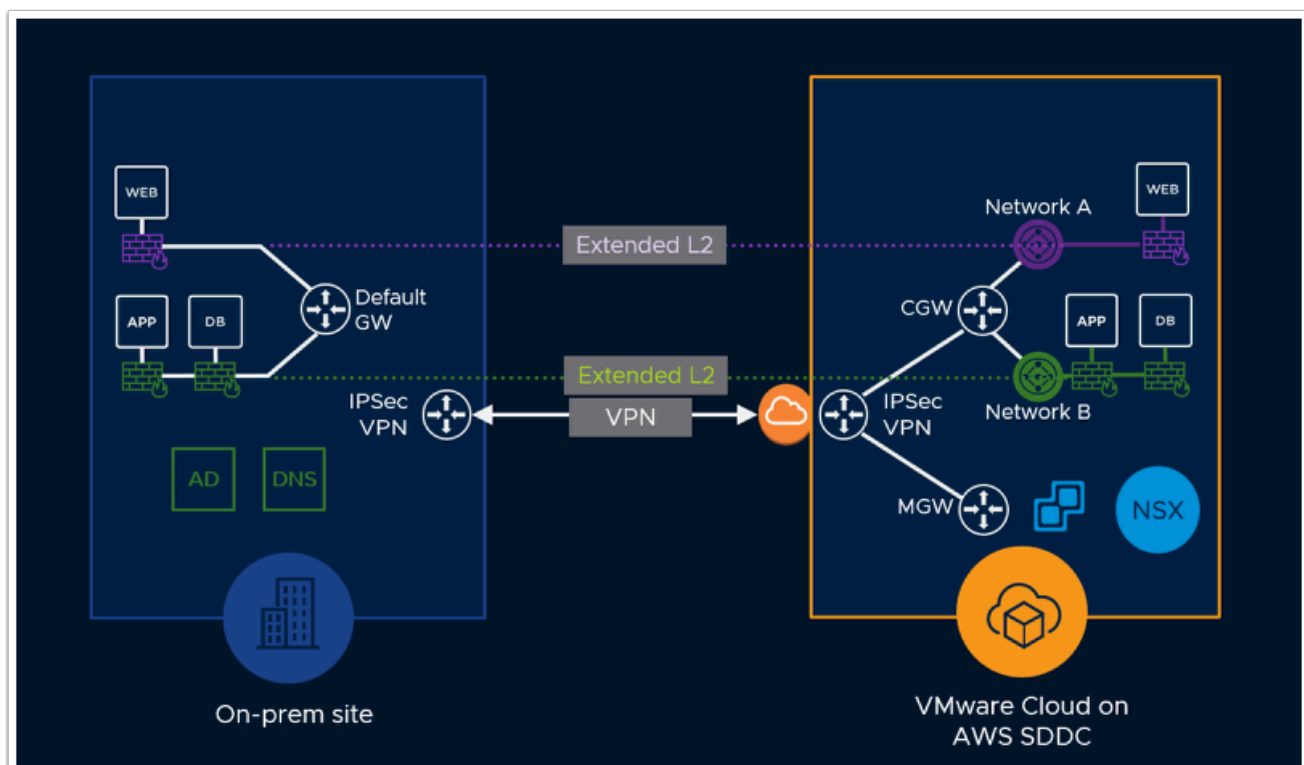 WEB
WEB
Network A
Extended L2
Default
GW
CGW
APP
DB
APP
DB
Extended L2
Network B
IPSec
VPN
VPN
IPSec
VPN
AD
DNS
MGW
NSX
On-prem site
VMware Cloud on
AWS SDDC